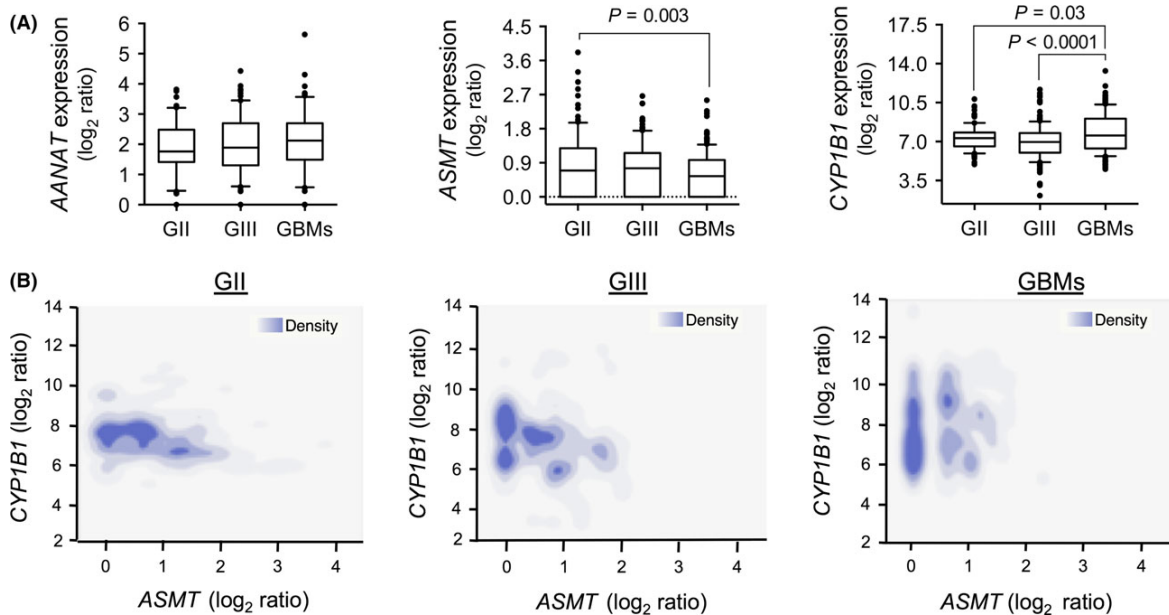 (A)
AANAT expression
(log2 ratio)
6
5
4
3
2
1
0
GII GIII GBMs
ASMT expression
(log2 ratio)
4.5
3.6
2.7
1.8
0.9
0.0
P = 0.003
GII GIII GBMs
CYP1B1 expression
(log2 ratio)
17.5
14.0
10.5
7.0
3.5
P = 0.03
P < 0.0001
GII GIII GBMs
(B)
GII
CYP1B1 (log2 ratio)
14
12
10
8
6
4
2
Density
0 1 2 3 4
ASMT (log2 ratio)
GIII
CYP1B1 (log2 ratio)
14
12
10
8
6
4
2
Density
0 1 2 3 4
ASMT (log2 ratio)
GBMs
CYP1B1 (log2 ratio)
14
12
10
8
6
4
2
Density
0 1 2 3 4
ASMT (log2 ratio)